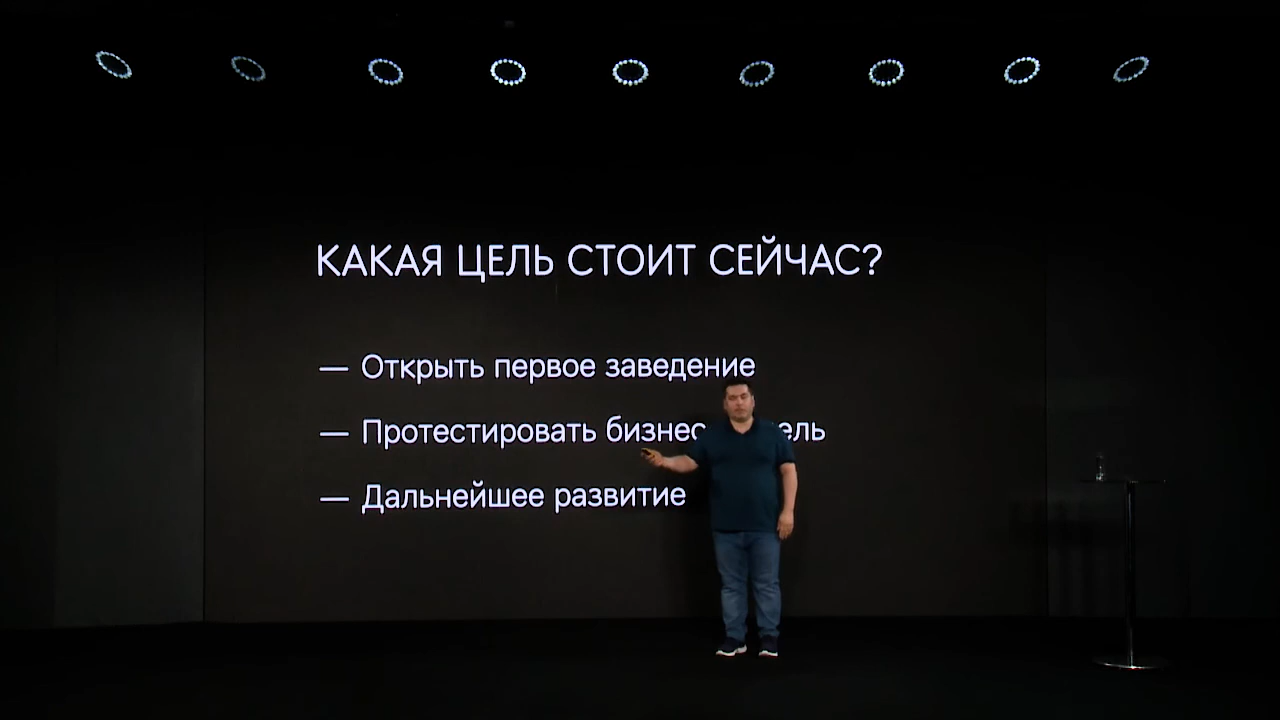 КАКАЯ ЦЕЛЬ СТОИТ СЕЙЧАС?
— Открыть первое заведение
— Протестировать
— Дальнейшее развитие